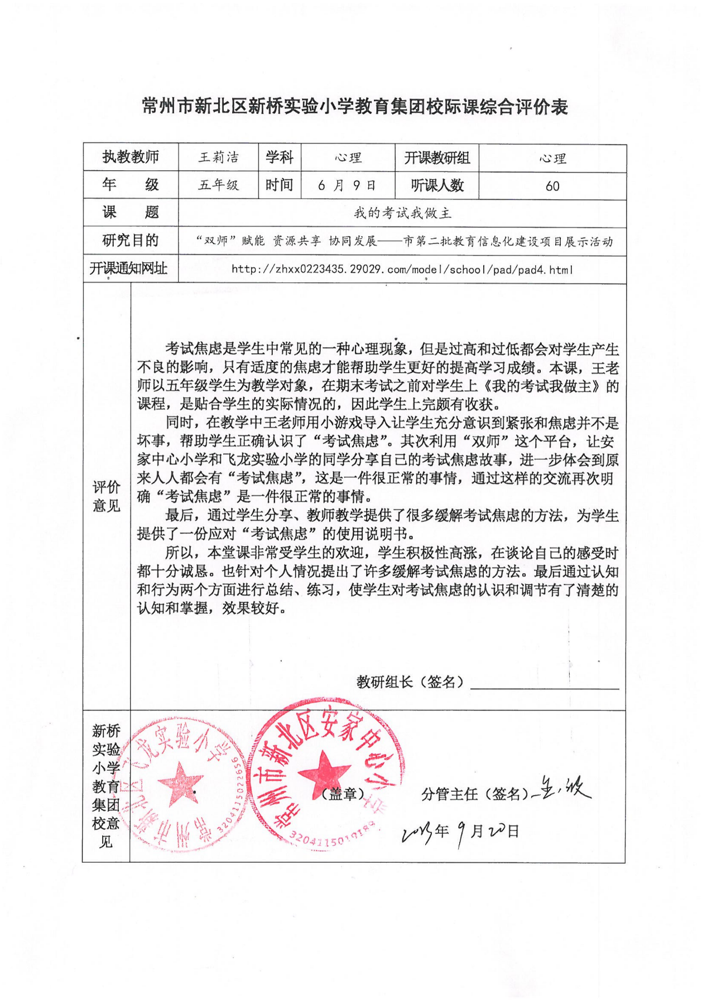 常州市新北区新桥实验小学教育集团校际课综合评价表
执教教师 王莉洁 学科 心理 开课教研组 心理
年 级 五年级 时间 6 月 9 日 听课人数 60
课 题 我的考试我做主
研究目的 “双师”赋能 资源共享 协同发展——市第二批教育信息化建设项目展示活动
开课通知网址 http://zhxx0223435.29029.com/model/school/pad/pad4.html
评价
意见
考试焦虑是学生中常见的一种心理现象，但是过高和过低都会对学生产生
不良的影响，只有适度的焦虑才能帮助学生更好的提高学习成绩。本课，王老
师以五年级学生为教学对象，在期末考试之前对学生上《我的考试我做主》的
课程，是贴合学生的实际情况的，因此学生上完颇有收获。
同时，在教学中王老师用小游戏导入让学生充分意识到紧张和焦虑并不是
坏事，帮助学生正确认识了“考试焦虑”。其次利用“双师”这个平台，让安
家中心小学和飞龙实验小学的同学分享自己的考试焦虑故事，进一步体会到原
来人人都会有“考试焦虑”，这是一件很正常的事情，通过这样的交流再次明
确“考试焦虑”是一件很正常的事情。
最后，通过学生分享、教师教学提供了很多缓解考试焦虑的方法，为学生
提供了一份应对“考试焦虑”的使用说明书。
所以，本堂课非常受学生的欢迎，学生积极性高涨，在谈论自己的感受时
都十分诚恳。也针对个人情况提出了许多缓解考试焦虑的方法。最后通过认知
和行为两个方面进行总结、练习，使学生对考试焦虑的认识和调节有了清楚的
认知和掌握，效果较好。
教研组长（签名）
新桥
实验
小学
教育
集团
校意
见
常州市新北区飞龙实验小学
3204115022956
常州市新北区安家中心小学
3204115019188
（盖章）
分管主任（签名）
2023年 9 月 20 日